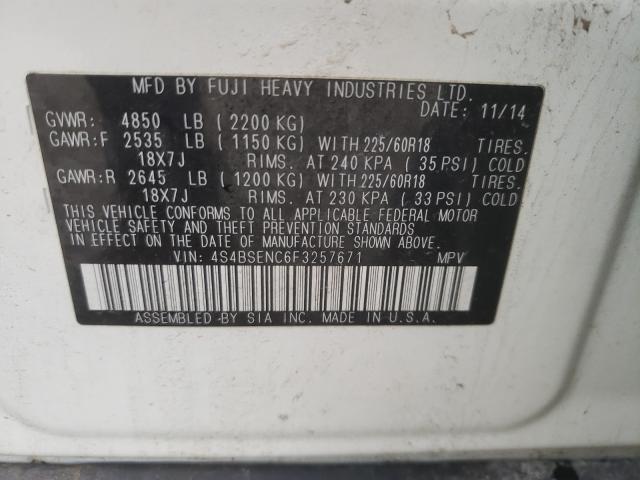 MFD BY FUJI HEAVY INDUSTRIES LTD.
DATE: 11/14
GVWR: 4850 LB (2200 KG)
GAWR:F 2535 LB (1150 KG) WITH 225/60R18 TIRES.
18X7J RIMS. AT 240 KPA (35 PSI) COLD
GAWR:R 2645 LB (1200 KG) WITH 225/60R18 TIRES.
18X7J RIMS. AT 230 KPA (33 PSI) COLD
THIS VEHICLE CONFORMS TO ALL APPLICABLE FEDERAL MOTOR
VEHICLE SAFETY AND THEFT PREVENTION STANDARDS
IN EFFECT ON THE DATE OF MANUFACTURE SHOWN ABOVE.
VIN: 4S4BSENC6F3257671 MPV
ASSEMBLED BY SIA INC. MADE IN U.S.A.